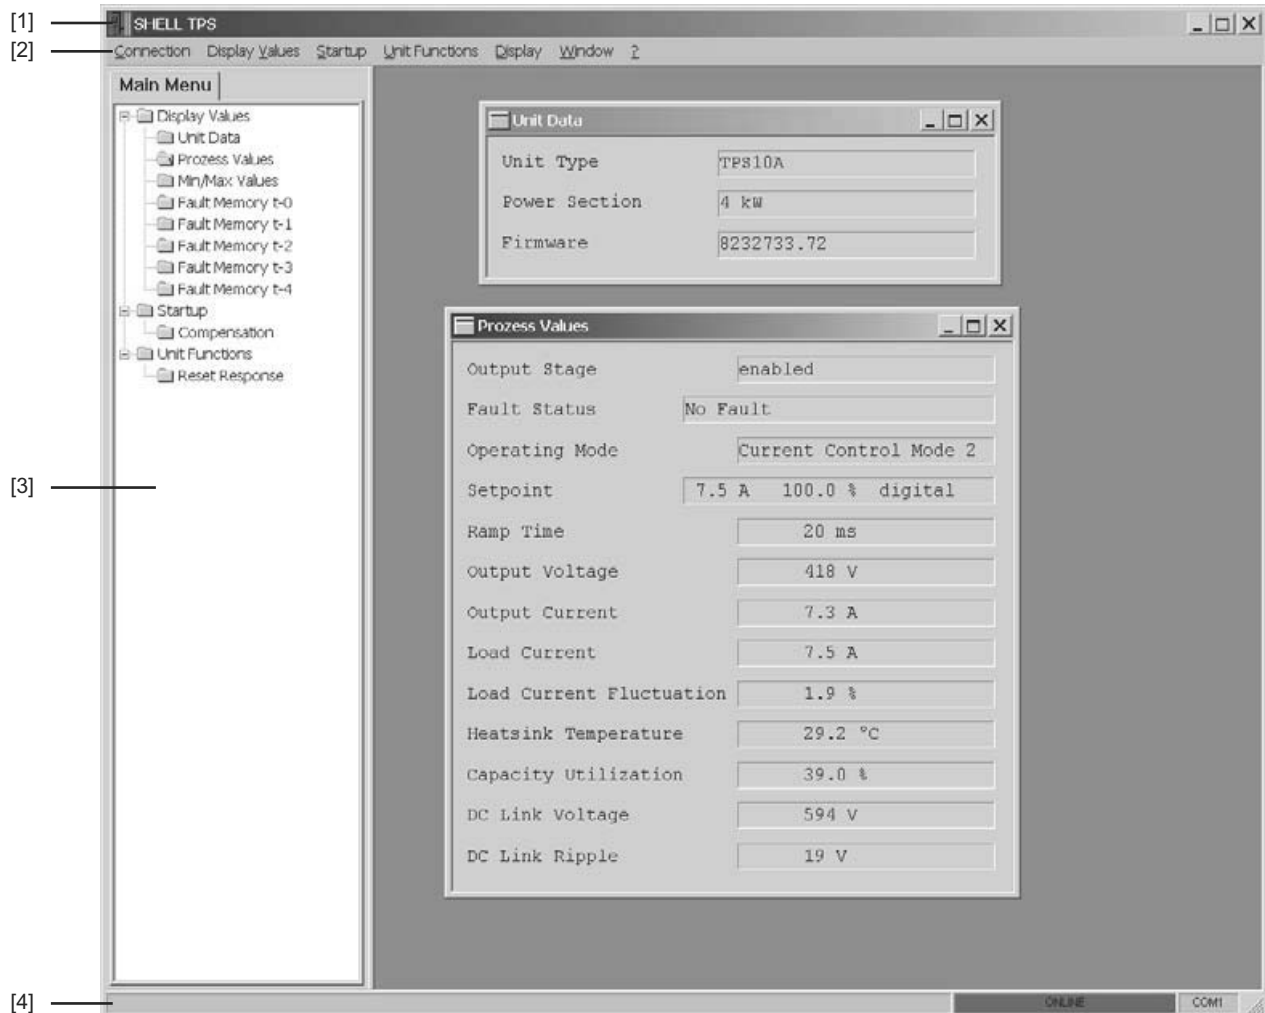 [1] SHELL TPS
[2] Connection Display Values Startup Unit Functions Display Window ?
Main Menu
Display Values
Unit Data
Prozess Values
Min/Max Values
Fault Memory t-0
Fault Memory t-1
Fault Memory t-2
Fault Memory t-3
Fault Memory t-4
Startup
Compensation
Unit Functions
Reset Response
[3]
Unit Data
Unit Type TPS10A
Power Section 4 kW
Firmware 8232733.72
Prozess Values
Output Stage enabled
Fault Status No Fault
Operating Mode Current Control Mode 2
Setpoint 7.5 A 100.0 % digital
Ramp Time 20 ms
Output Voltage 418 V
Output Current 7.3 A
Load Current 7.5 A
Load Current Fluctuation 1.9 %
Heatsink Temperature 29.2 °C
Capacity Utilization 39.0 %
DC Link Voltage 594 V
DC Link Ripple 19 V
[4] ONLINE COM1